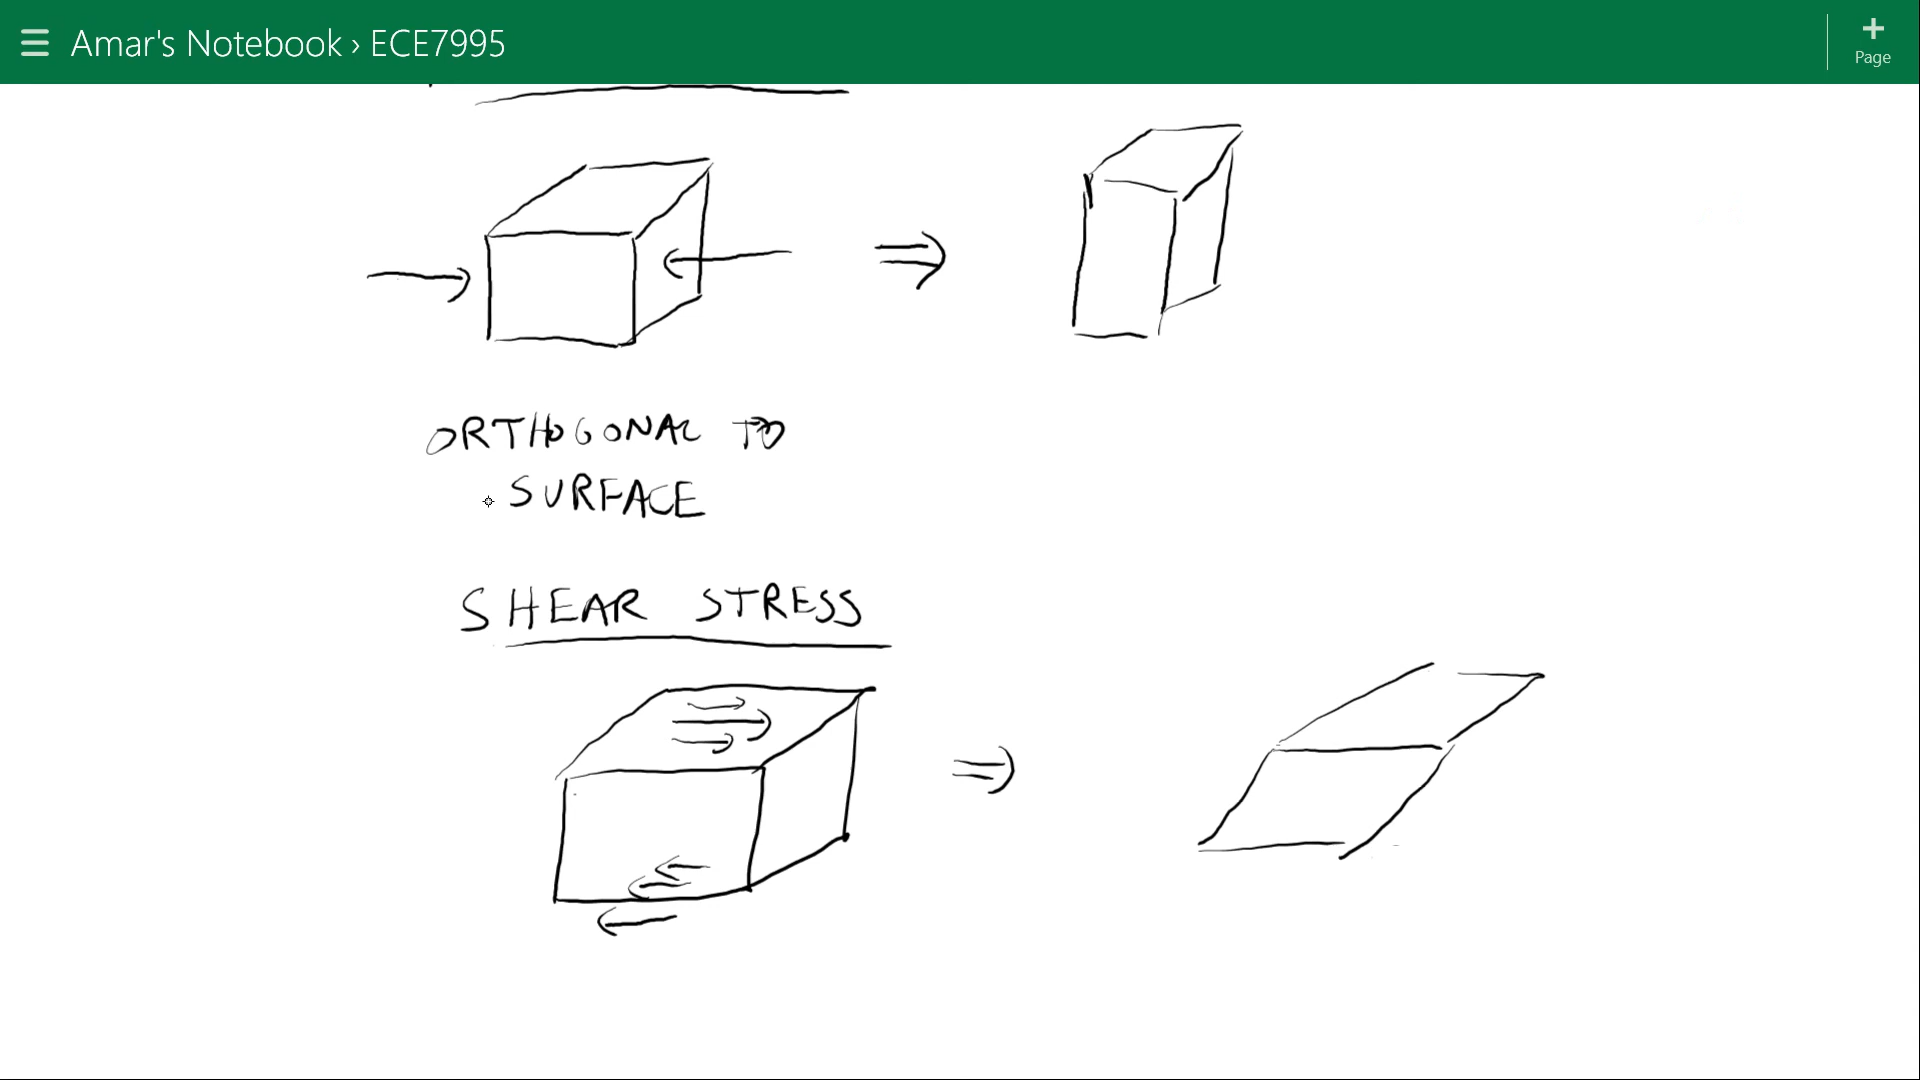 Amar's Notebook › ECE7995
Page
ORTHOGONAL TO
SURFACE
SHEAR STRESS